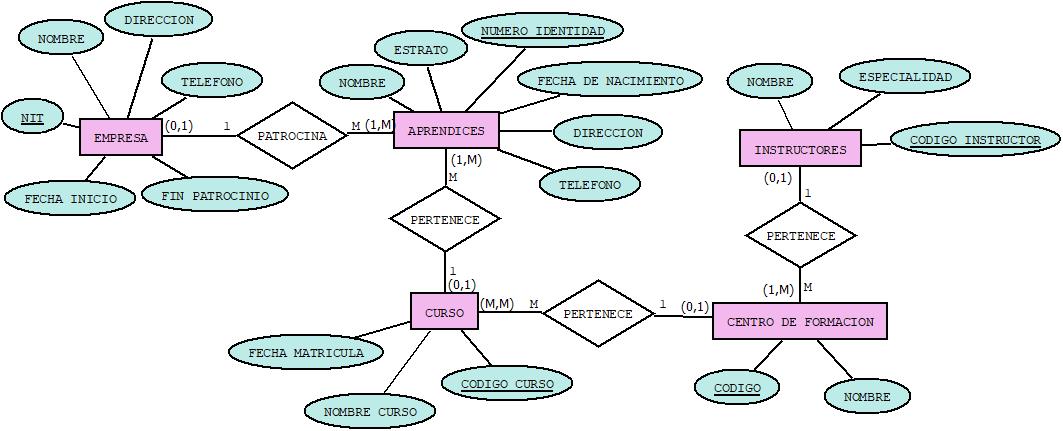 DIRECCION
NOMBRE
TELEFONO
NIT
EMPRESA
FECHA INICIO
FIN PATROCINIO
(0,1)
1
PATROCINA
M
(1,M)
NUMERO IDENTIDAD
ESTRATO
NOMBRE
FECHA DE NACIMIENTO
APRENDICES
DIRECCION
TELEFONO
(1,M)
M
PERTENECE
1
(0,1)
CURSO
FECHA MATRICULA
NOMBRE CURSO
CODIGO CURSO
(M,M)
M
PERTENECE
1
(0,1)
NOMBRE
ESPECIALIDAD
CODIGO INSTRUCTOR
INSTRUCTORES
(0,1)
1
PERTENECE
(1,M)
M
CENTRO DE FORMACION
CODIGO
NOMBRE